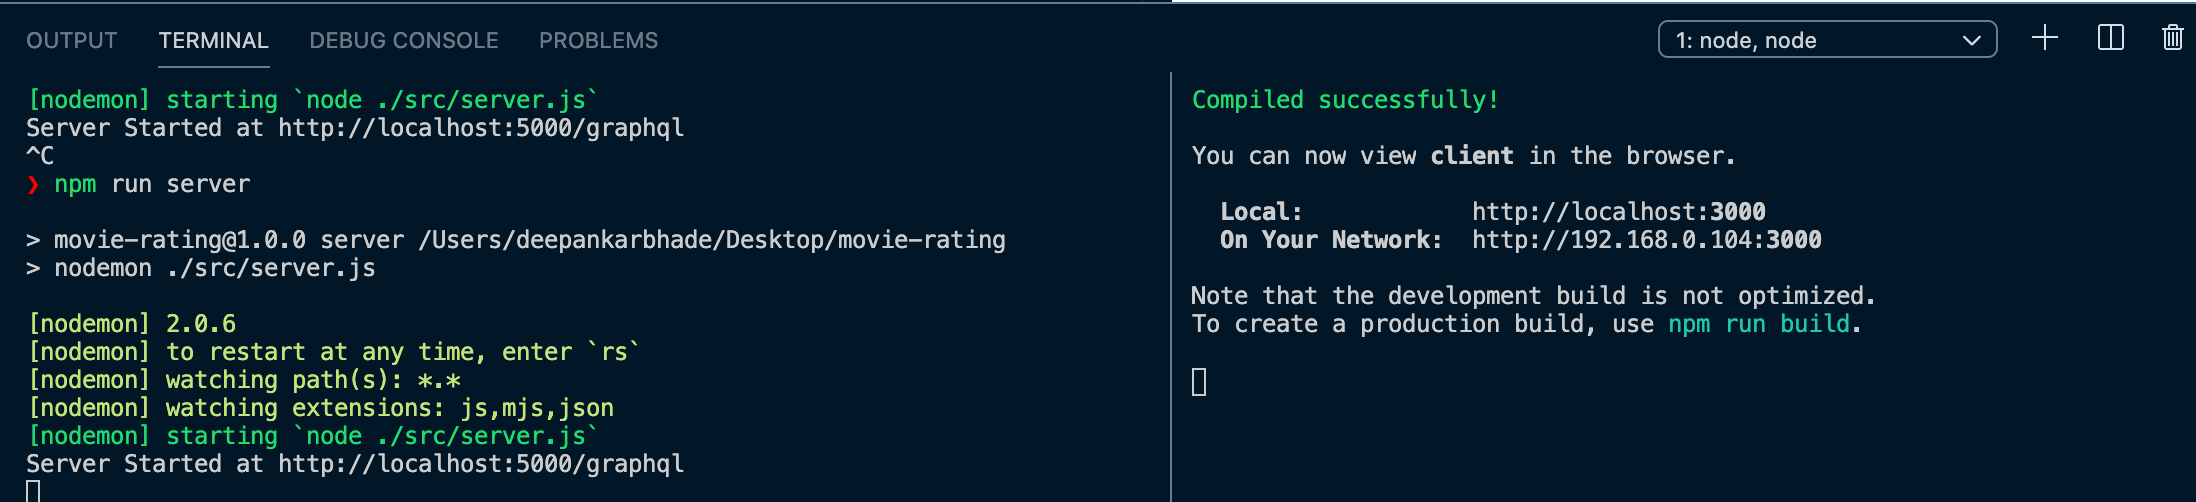 OUTPUT TERMINAL DEBUG CONSOLE PROBLEMS 1: node, node
[nodemon] starting `node ./src/server.js`
Server Started at http://localhost:5000/graphql
^C
❯ npm run server
> movie-rating@1.0.0 server /Users/deepankarbhade/Desktop/movie-rating
> nodemon ./src/server.js
[nodemon] 2.0.6
[nodemon] to restart at any time, enter `rs`
[nodemon] watching path(s): *.*
[nodemon] watching extensions: js,mjs,json
[nodemon] starting `node ./src/server.js`
Server Started at http://localhost:5000/graphql
Compiled successfully!
You can now view client in the browser.
Local: http://localhost:3000
On Your Network: http://192.168.0.104:3000
Note that the development build is not optimized.
To create a production build, use npm run build.